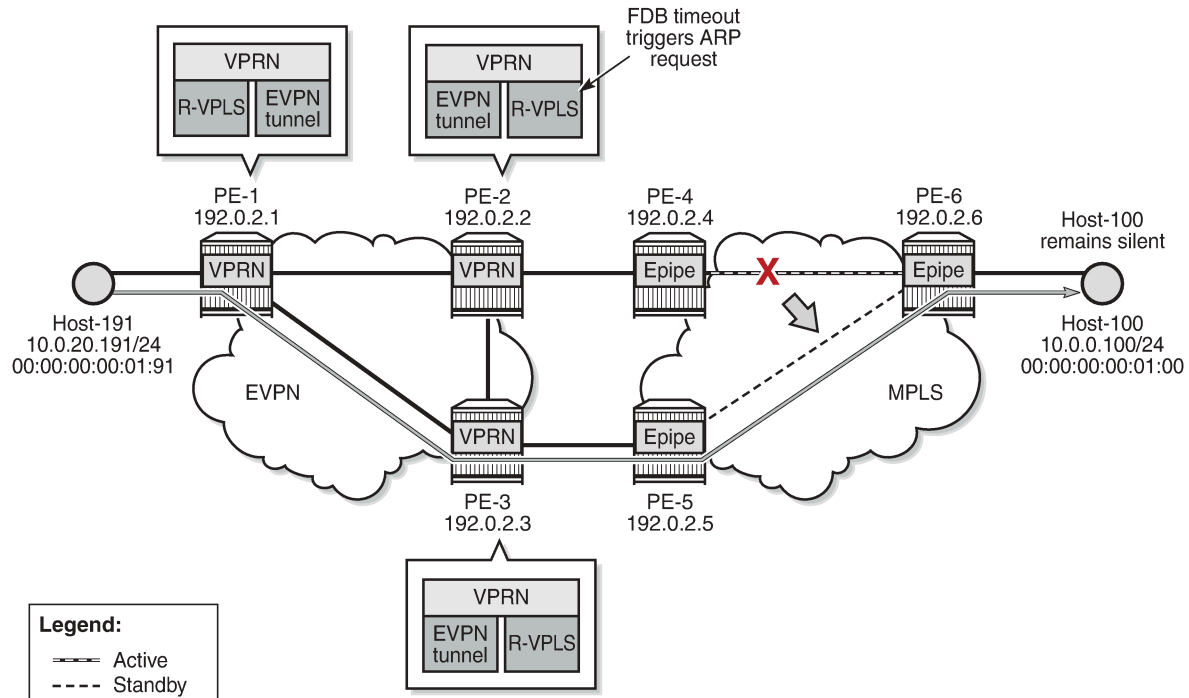 FDB timeout
triggers ARP
request
VPRN
R-VPLS
EVPN
tunnel
VPRN
EVPN
tunnel
R-VPLS
PE-1
192.0.2.1
PE-2
192.0.2.2
PE-4
192.0.2.4
PE-6
192.0.2.6
Host-100
remains silent
VPRN
VPRN
Epipe
X
Epipe
Host-191
10.0.20.191/24
00:00:00:00:01:91
Host-100
10.0.0.100/24
00:00:00:00:01:00
EVPN
MPLS
VPRN
Epipe
PE-3
192.0.2.3
PE-5
192.0.2.5
VPRN
EVPN
tunnel
R-VPLS
Legend:
Active
Standby